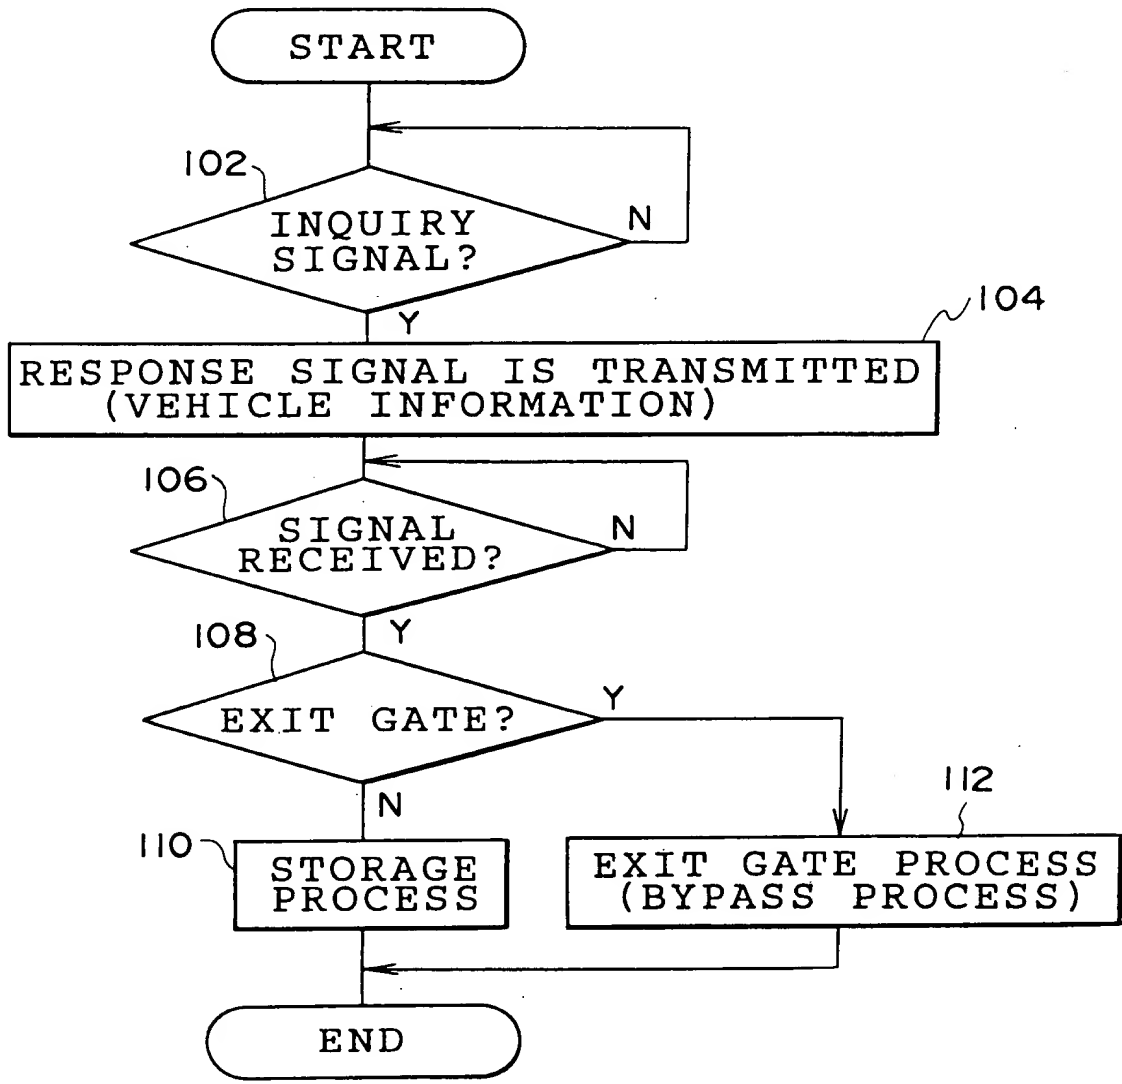 START
102
INQUIRY
SIGNAL?
N
Y
104
RESPONSE SIGNAL IS TRANSMITTED
(VEHICLE INFORMATION)
106
SIGNAL
RECEIVED?
N
Y
108
EXIT GATE?
Y
N
110
STORAGE
PROCESS
112
EXIT GATE PROCESS
(BYPASS PROCESS)
END